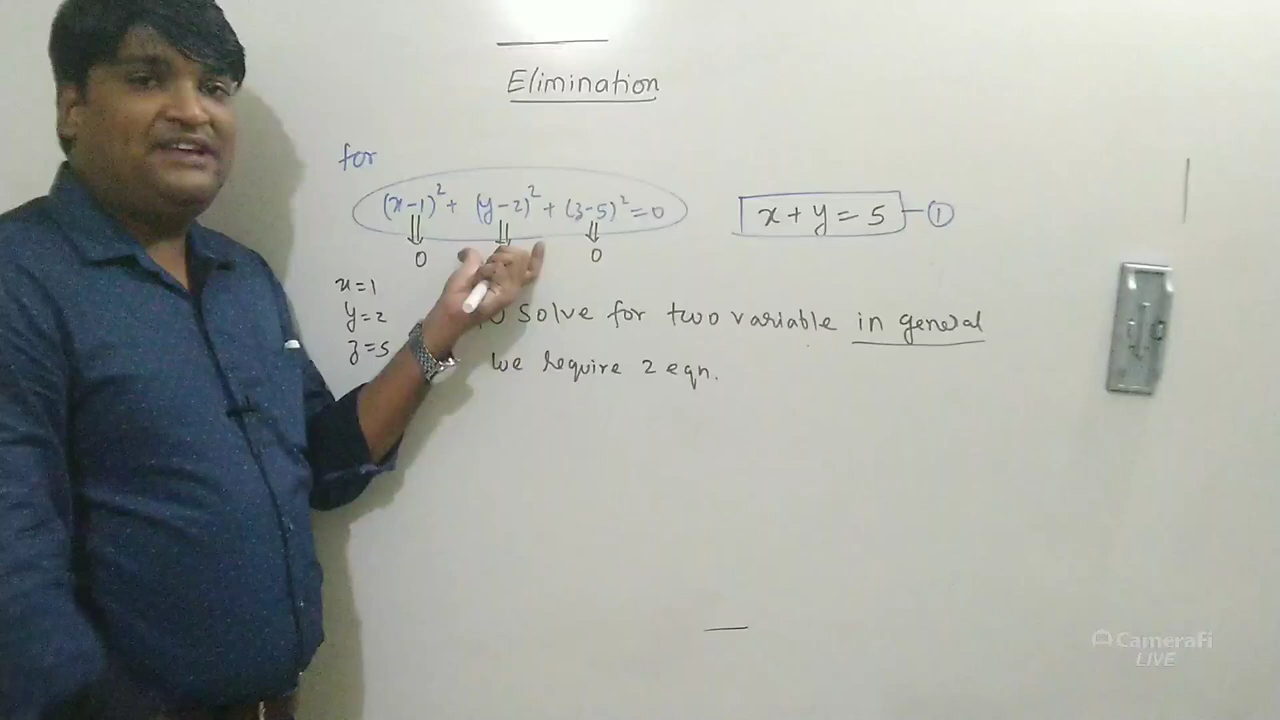 Elimination
for
(x-1)² + (y-2)² + (z-5)² = 0
x + y = 5 ①
0 0
x=1
y=2
z=5
solve for two variable in general
we require 2 eqn.
CameraFi
LIVE